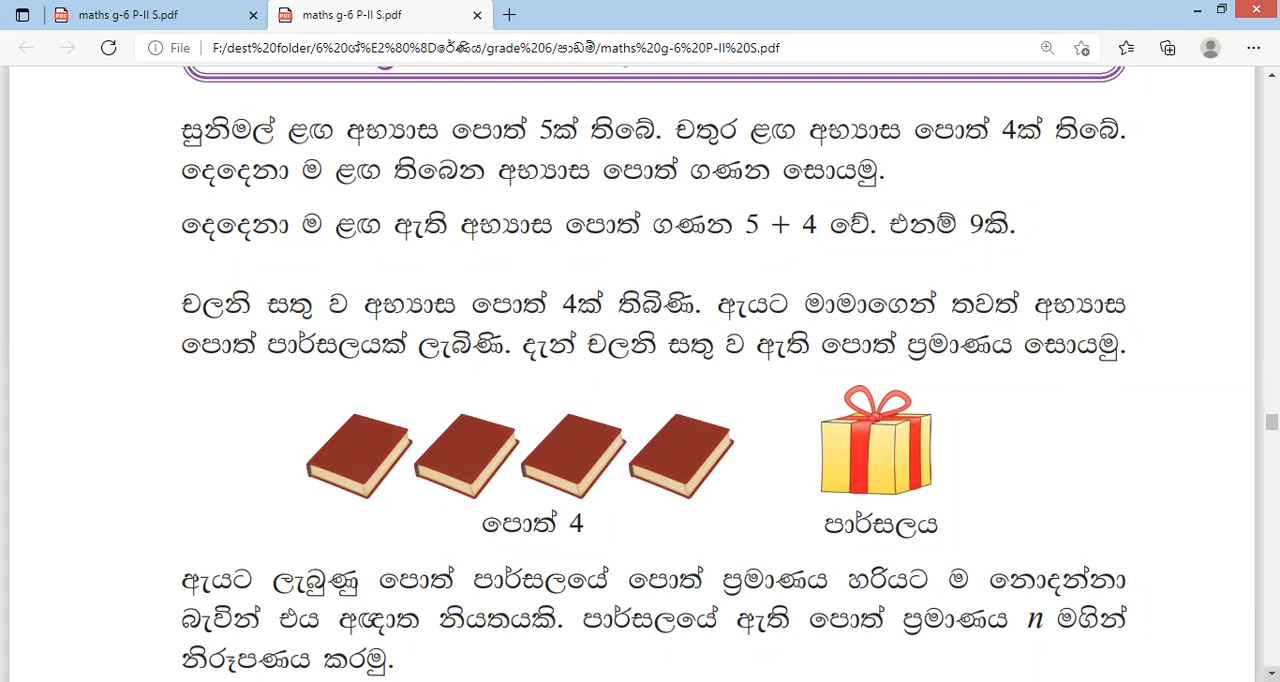 maths g-6 P-II S.pdf
maths g-6 P-II S.pdf
File
F:/dest%20folder/6%20ශ්%E2%80%8Dරේණිය/grade%206/පාඩම්/maths%20g-6%20P-II%20S.pdf
සුනිමල් ළඟ අභ්‍යාස පොත් 5ක් තිබේ. චතුර ළඟ අභ්‍යාස පොත් 4ක් තිබේ.
දෙදෙනා ම ළඟ තිබෙන අභ්‍යාස පොත් ගණන සොයමු.
දෙදෙනා ම ළඟ ඇති අභ්‍යාස පොත් ගණන 5 + 4 වේ. එනම් 9කි.
චලනි සතු ව අභ්‍යාස පොත් 4ක් තිබිණි. ඇයට මාමාගෙන් තවත් අභ්‍යාස
පොත් පාර්සලයක් ලැබිණි. දැන් චලනි සතු ව ඇති පොත් ප්‍රමාණය සොයමු.
පොත් 4
පාර්සලය
ඇයට ලැබුණු පොත් පාර්සලයේ පොත් ප්‍රමාණය හරියට ම නොදන්නා
බැවින් එය අඥාත නියතයකි. පාර්සලයේ ඇති පොත් ප්‍රමාණය n මගින්
නිරූපණය කරමු.